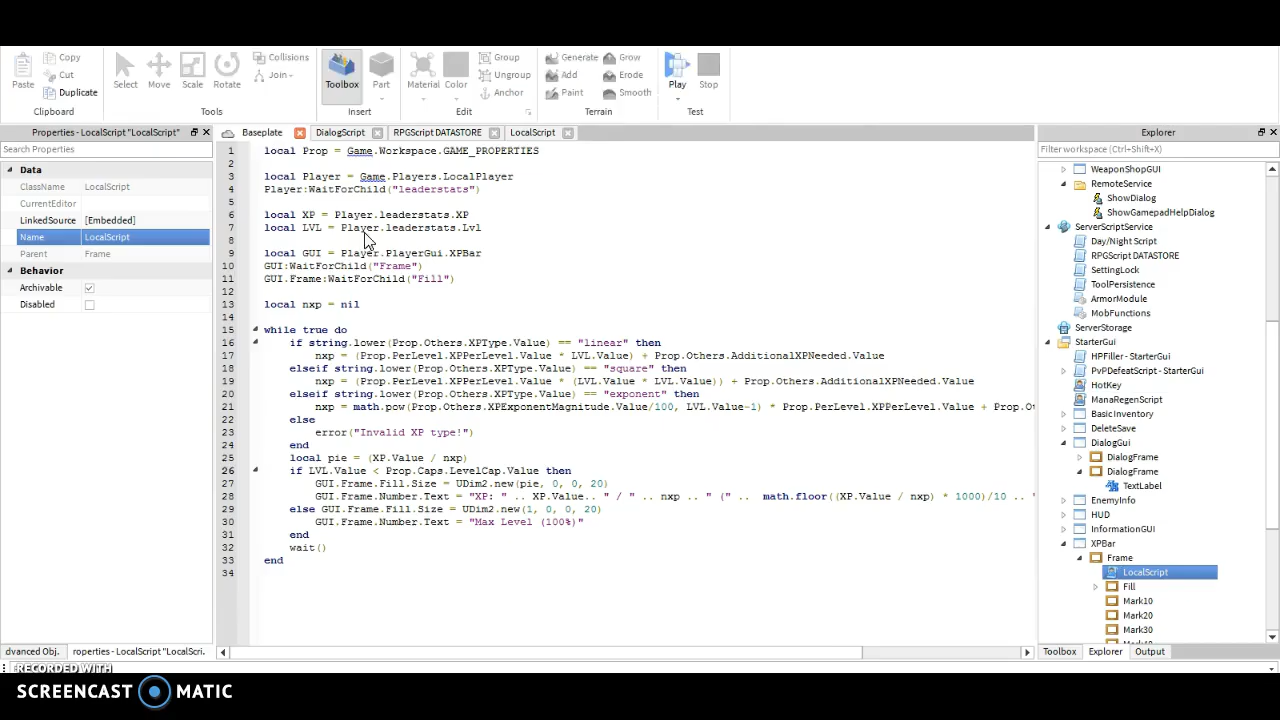 Paste
Copy
Cut
Duplicate
Clipboard
Select
Move
Scale
Rotate
Collisions
Join
Tools
Toolbox
Part
Insert
Material
Color
Group
Ungroup
Anchor
Edit
Generate
Add
Paint
Grow
Erode
Smooth
Terrain
Play
Stop
Test
Properties - LocalScript "LocalScript"
Search Properties
Data
ClassName LocalScript
CurrentEditor
LinkedSource [Embedded]
Name LocalScript
Parent Frame
Behavior
Archivable
Disabled
dvanced Obj.
roperties - LocalScript "LocalScri.
Baseplate
DialogScript
RPGScript DATASTORE
LocalScript
1 local Prop = Game.Workspace.GAME_PROPERTIES
2
3 local Player = Game.Players.LocalPlayer
4 Player:WaitForChild("leaderstats")
5
6 local XP = Player.leaderstats.XP
7 local LVL = Player.leaderstats.Lvl
8
9 local GUI = Player.PlayerGui.XPBar
10 GUI:WaitForChild("Frame")
11 GUI.Frame:WaitForChild("Fill")
12
13 local nxp = nil
14
15 while true do
16 if string.lower(Prop.Others.XPType.Value) == "linear" then
17 nxp = (Prop.PerLevel.XPPerLevel.Value * LVL.Value) + Prop.Others.AdditionalXPNeeded.Value
18 elseif string.lower(Prop.Others.XPType.Value) == "square" then
19 nxp = (Prop.PerLevel.XPPerLevel.Value * (LVL.Value * LVL.Value)) + Prop.Others.AdditionalXPNeeded.Value
20 elseif string.lower(Prop.Others.XPType.Value) == "exponent" then
21 nxp = math.pow(Prop.Others.XPExponentMagnitude.Value/100, LVL.Value-1) * Prop.PerLevel.XPPerLevel.Value + Prop.Oth
22 else
23 error("Invalid XP type!")
24 end
25 local pie = (XP.Value / nxp)
26 if LVL.Value < Prop.Caps.LevelCap.Value then
27 GUI.Frame.Fill.Size = UDim2.new(pie, 0, 0, 20)
28 GUI.Frame.Number.Text = "XP: " .. XP.Value.. " / " .. nxp .. " (" .. math.floor((XP.Value / nxp) * 1000)/10 .. "
29 else GUI.Frame.Fill.Size = UDim2.new(1, 0, 0, 20)
30 GUI.Frame.Number.Text = "Max Level (100%)"
31 end
32 wait()
33 end
34
Explorer
Filter workspace (Ctrl+Shift+X)
WeaponShopGUI
RemoteService
ShowDialog
ShowGamepadHelpDialog
ServerScriptService
Day/Night Script
RPGScript DATASTORE
SettingLock
ToolPersistence
ArmorModule
MobFunctions
ServerStorage
StarterGui
HPFiller - StarterGui
PvPDefeatScript - StarterGui
HotKey
ManaRegenScript
Basic Inventory
DeleteSave
DialogGui
DialogFrame
DialogFrame
TextLabel
EnemyInfo
HUD
InformationGUI
XPBar
Frame
LocalScript
Fill
Mark10
Mark20
Mark30
Toolbox
Explorer
Output
RECORDED WITH
SCREENCAST MATIC